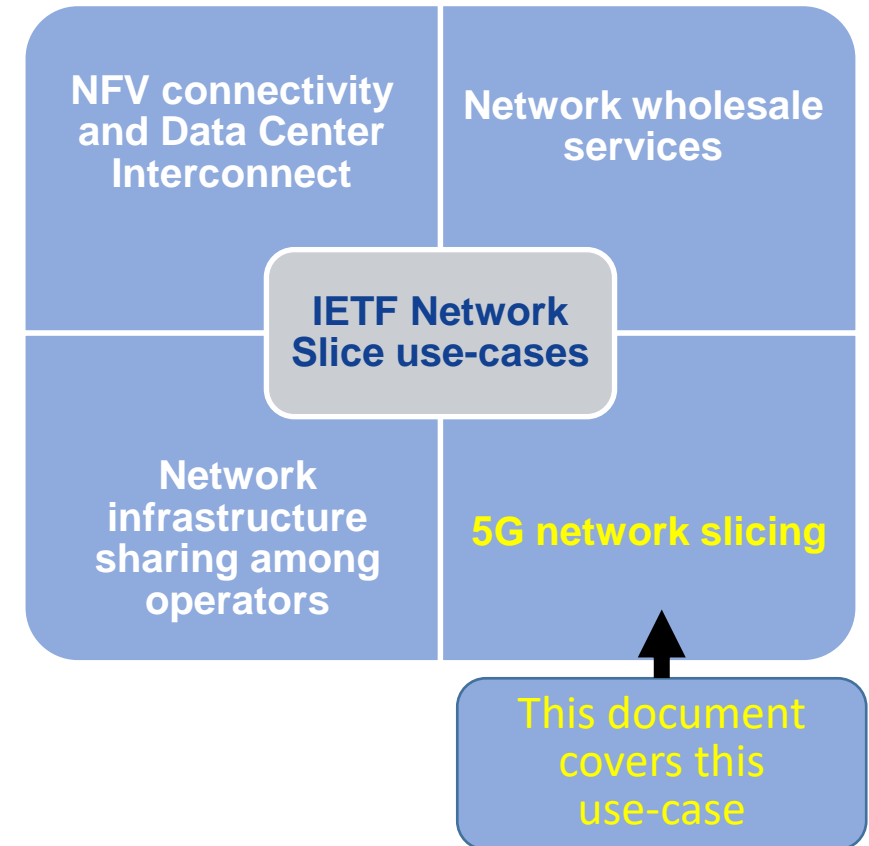 NFV connectivity
and Data Center
Interconnect
Network wholesale
services
IETF Network
Slice use-cases
Network
infrastructure
sharing among
operators
5G network slicing
This document
covers this
use-case